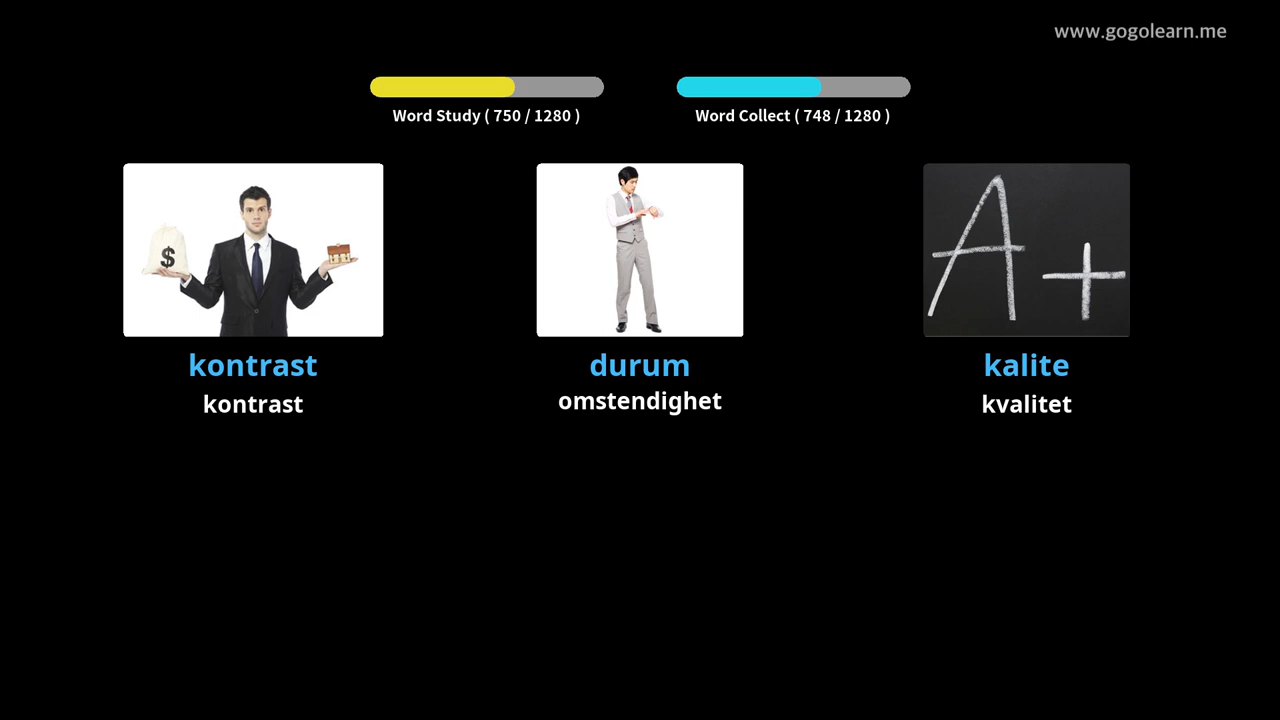 www.gogolearn.me
Word Study ( 750 / 1280 )
Word Collect ( 748 / 1280 )
$
A+
kontrast
kontrast
durum
omstendighet
kalite
kvalitet